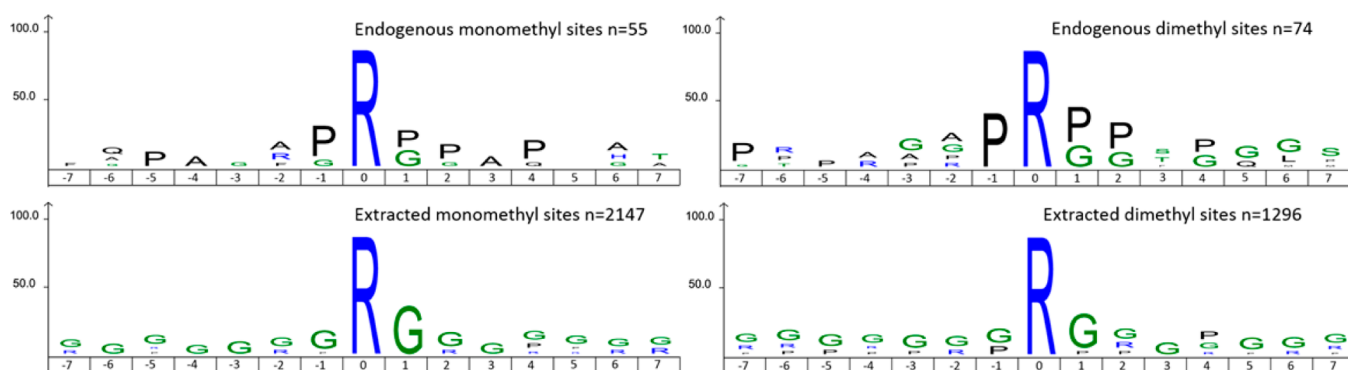 Endogenous monomethyl sites n=55
100.0
50.0
Q A P P R P G P A P A H T
P A G R G G
-7 -6 -5 -4 -3 -2 -1 0 1 2 3 4 5 6 7
Endogenous dimethyl sites n=74
100.0
50.0
P R P A G A P R P P S P G G S
R A G G G T G Q L
-7 -6 -5 -4 -3 -2 -1 0 1 2 3 4 5 6 7
Extracted monomethyl sites n=2147
100.0
50.0
G G G G G G G R G G G G G G G
R R R P R R
-7 -6 -5 -4 -3 -2 -1 0 1 2 3 4 5 6 7
Extracted dimethyl sites n=1296
100.0
50.0
G G G G G G G R G G G P G G G
R R P P R P R G R
-7 -6 -5 -4 -3 -2 -1 0 1 2 3 4 5 6 7